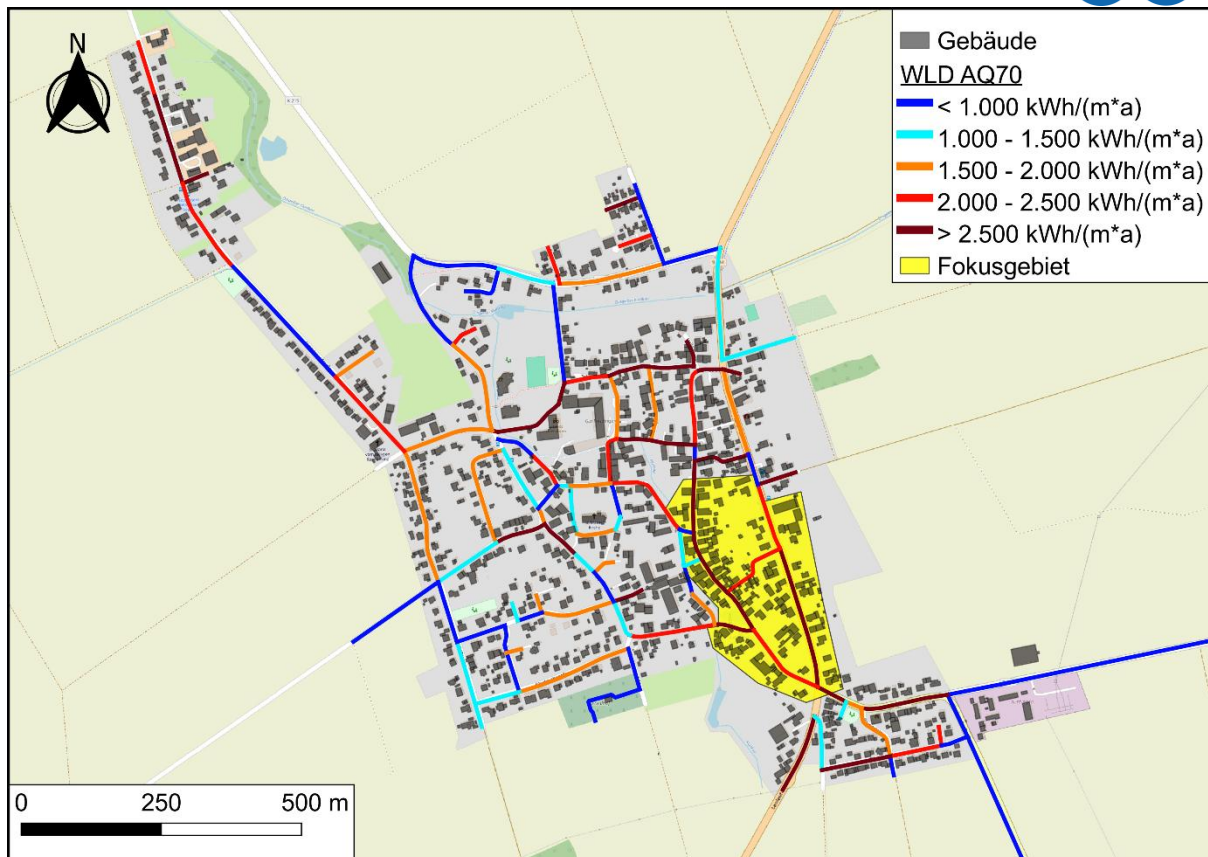 N
Gebäude
WLD AQ70
< 1.000 kWh/(m*a)
1.000 - 1.500 kWh/(m*a)
1.500 - 2.000 kWh/(m*a)
2.000 - 2.500 kWh/(m*a)
> 2.500 kWh/(m*a)
Fokusgebiet
0 250 500 m